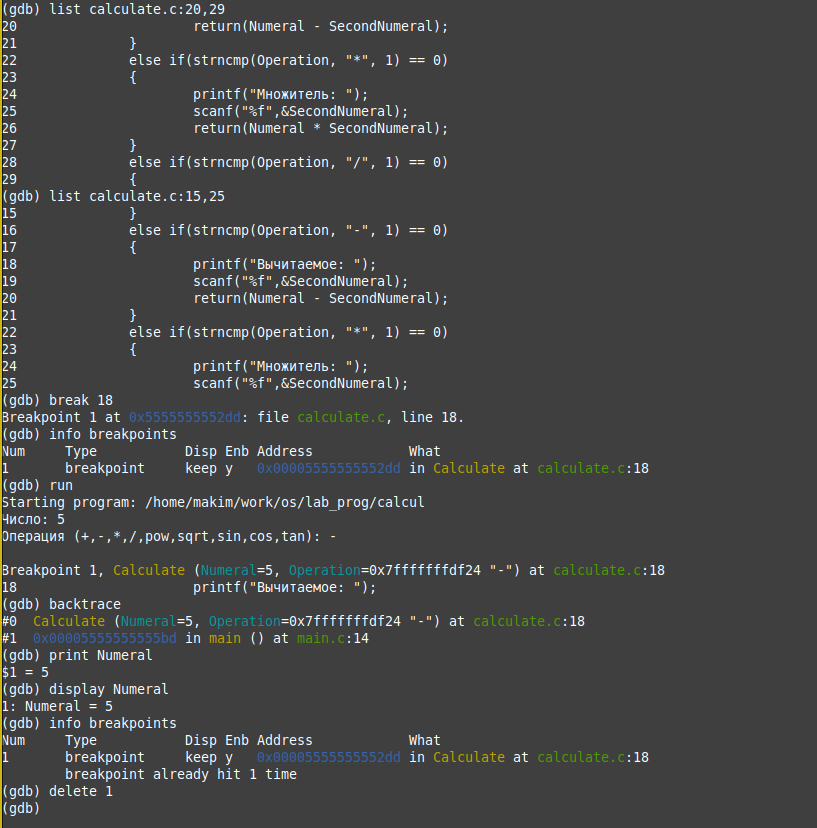 (gdb) list calculate.c:20,29
20                      return(Numeral - SecondNumeral);
21              }
22              else if(strncmp(Operation, "*", 1) == 0)
23              {
24                      printf("Множитель: ");
25                      scanf("%f",&SecondNumeral);
26                      return(Numeral * SecondNumeral);
27              }
28              else if(strncmp(Operation, "/", 1) == 0)
29              {
(gdb) list calculate.c:15,25
15              }
16              else if(strncmp(Operation, "-", 1) == 0)
17              {
18                      printf("Вычитаемое: ");
19                      scanf("%f",&SecondNumeral);
20                      return(Numeral - SecondNumeral);
21              }
22              else if(strncmp(Operation, "*", 1) == 0)
23              {
24                      printf("Множитель: ");
25                      scanf("%f",&SecondNumeral);
(gdb) break 18
Breakpoint 1 at 0x5555555552dd: file calculate.c, line 18.
(gdb) info breakpoints
Num     Type           Disp Enb Address            What
1       breakpoint     keep y   0x00005555555552dd in Calculate at calculate.c:18
(gdb) run
Starting program: /home/makim/work/os/lab_prog/calcul
Число: 5
Операция (+,-,*,/,pow,sqrt,sin,cos,tan): -
Breakpoint 1, Calculate (Numeral=5, Operation=0x7fffffffdf24 "-") at calculate.c:18
18                      printf("Вычитаемое: ");
(gdb) backtrace
#0  Calculate (Numeral=5, Operation=0x7fffffffdf24 "-") at calculate.c:18
#1  0x00005555555555bd in main () at main.c:14
(gdb) print Numeral
$1 = 5
(gdb) display Numeral
1: Numeral = 5
(gdb) info breakpoints
Num     Type           Disp Enb Address            What
1       breakpoint     keep y   0x00005555555552dd in Calculate at calculate.c:18
        breakpoint already hit 1 time
(gdb) delete 1
(gdb)